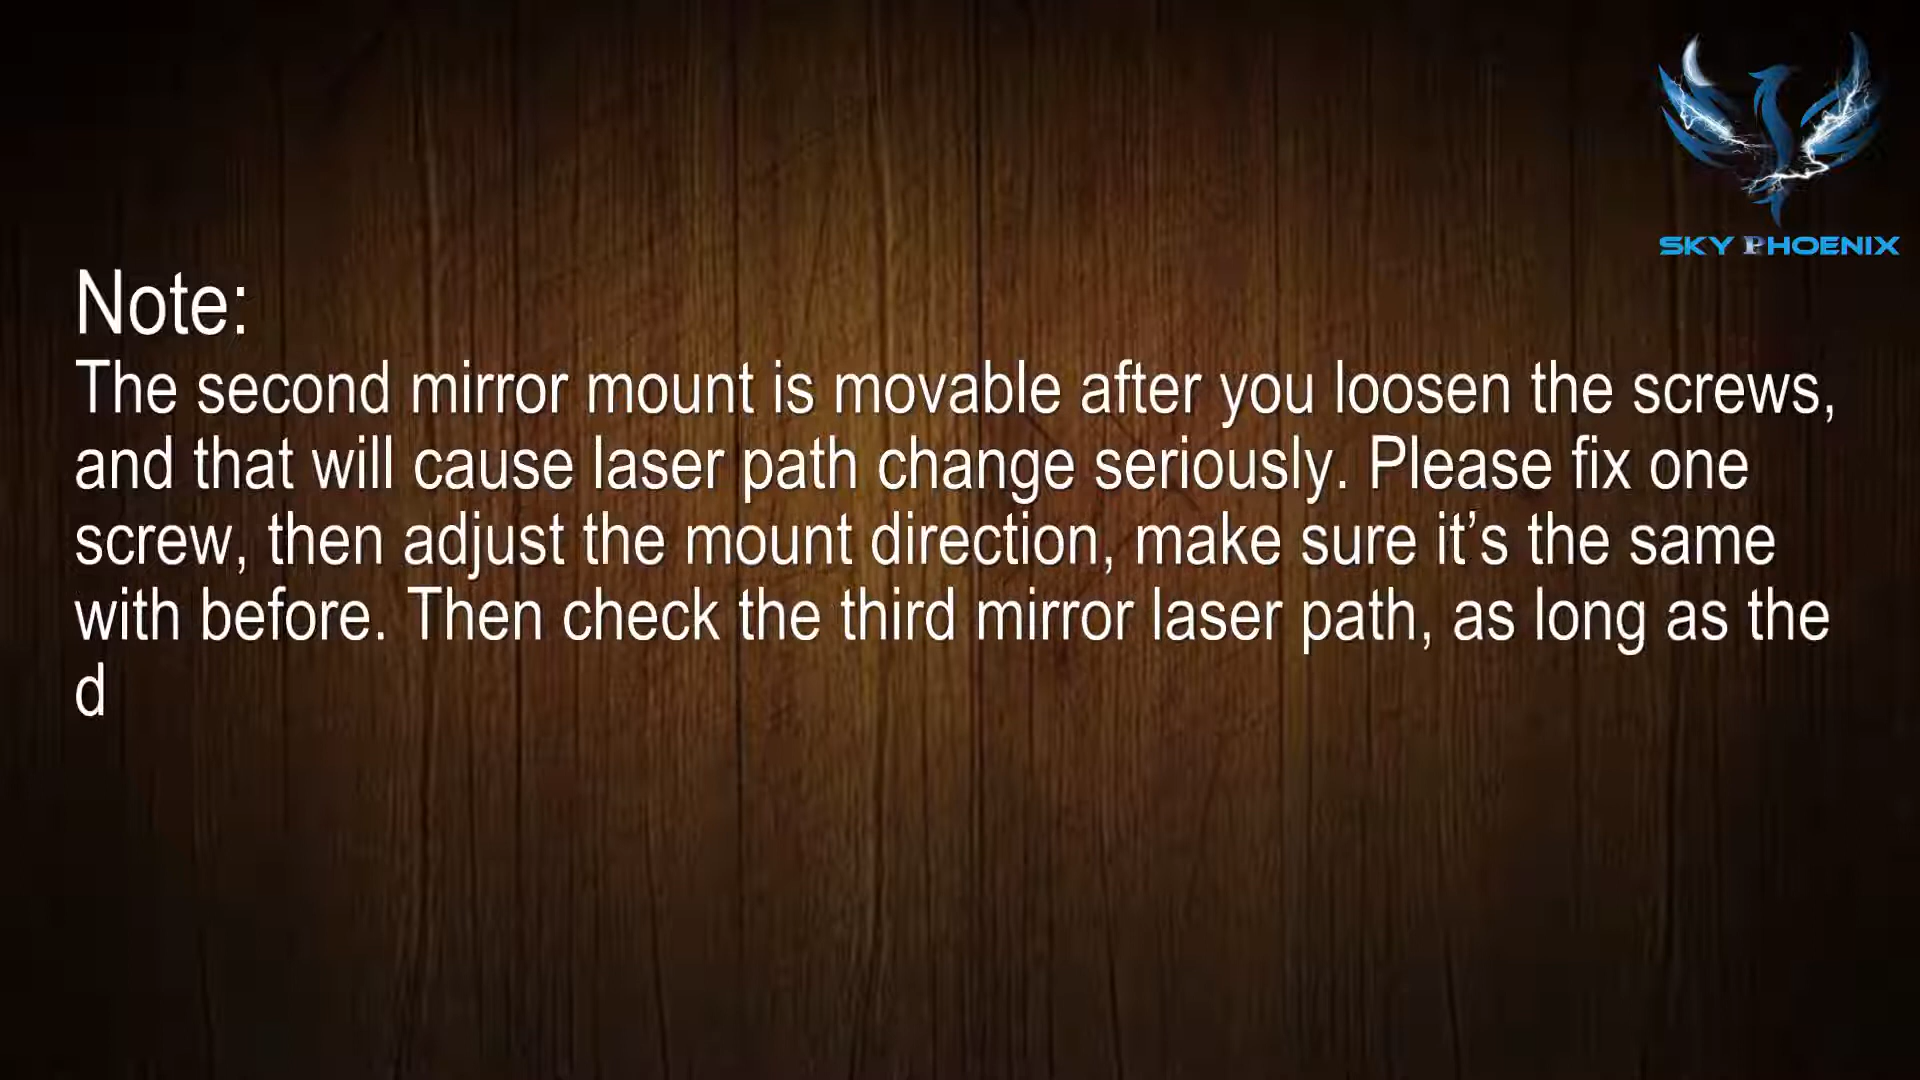 SKY PHOENIX
Note:
The second mirror mount is movable after you loosen the screws,
and that will cause laser path change seriously. Please fix one
screw, then adjust the mount direction, make sure it’s the same
with before. Then check the third mirror laser path, as long as the
d